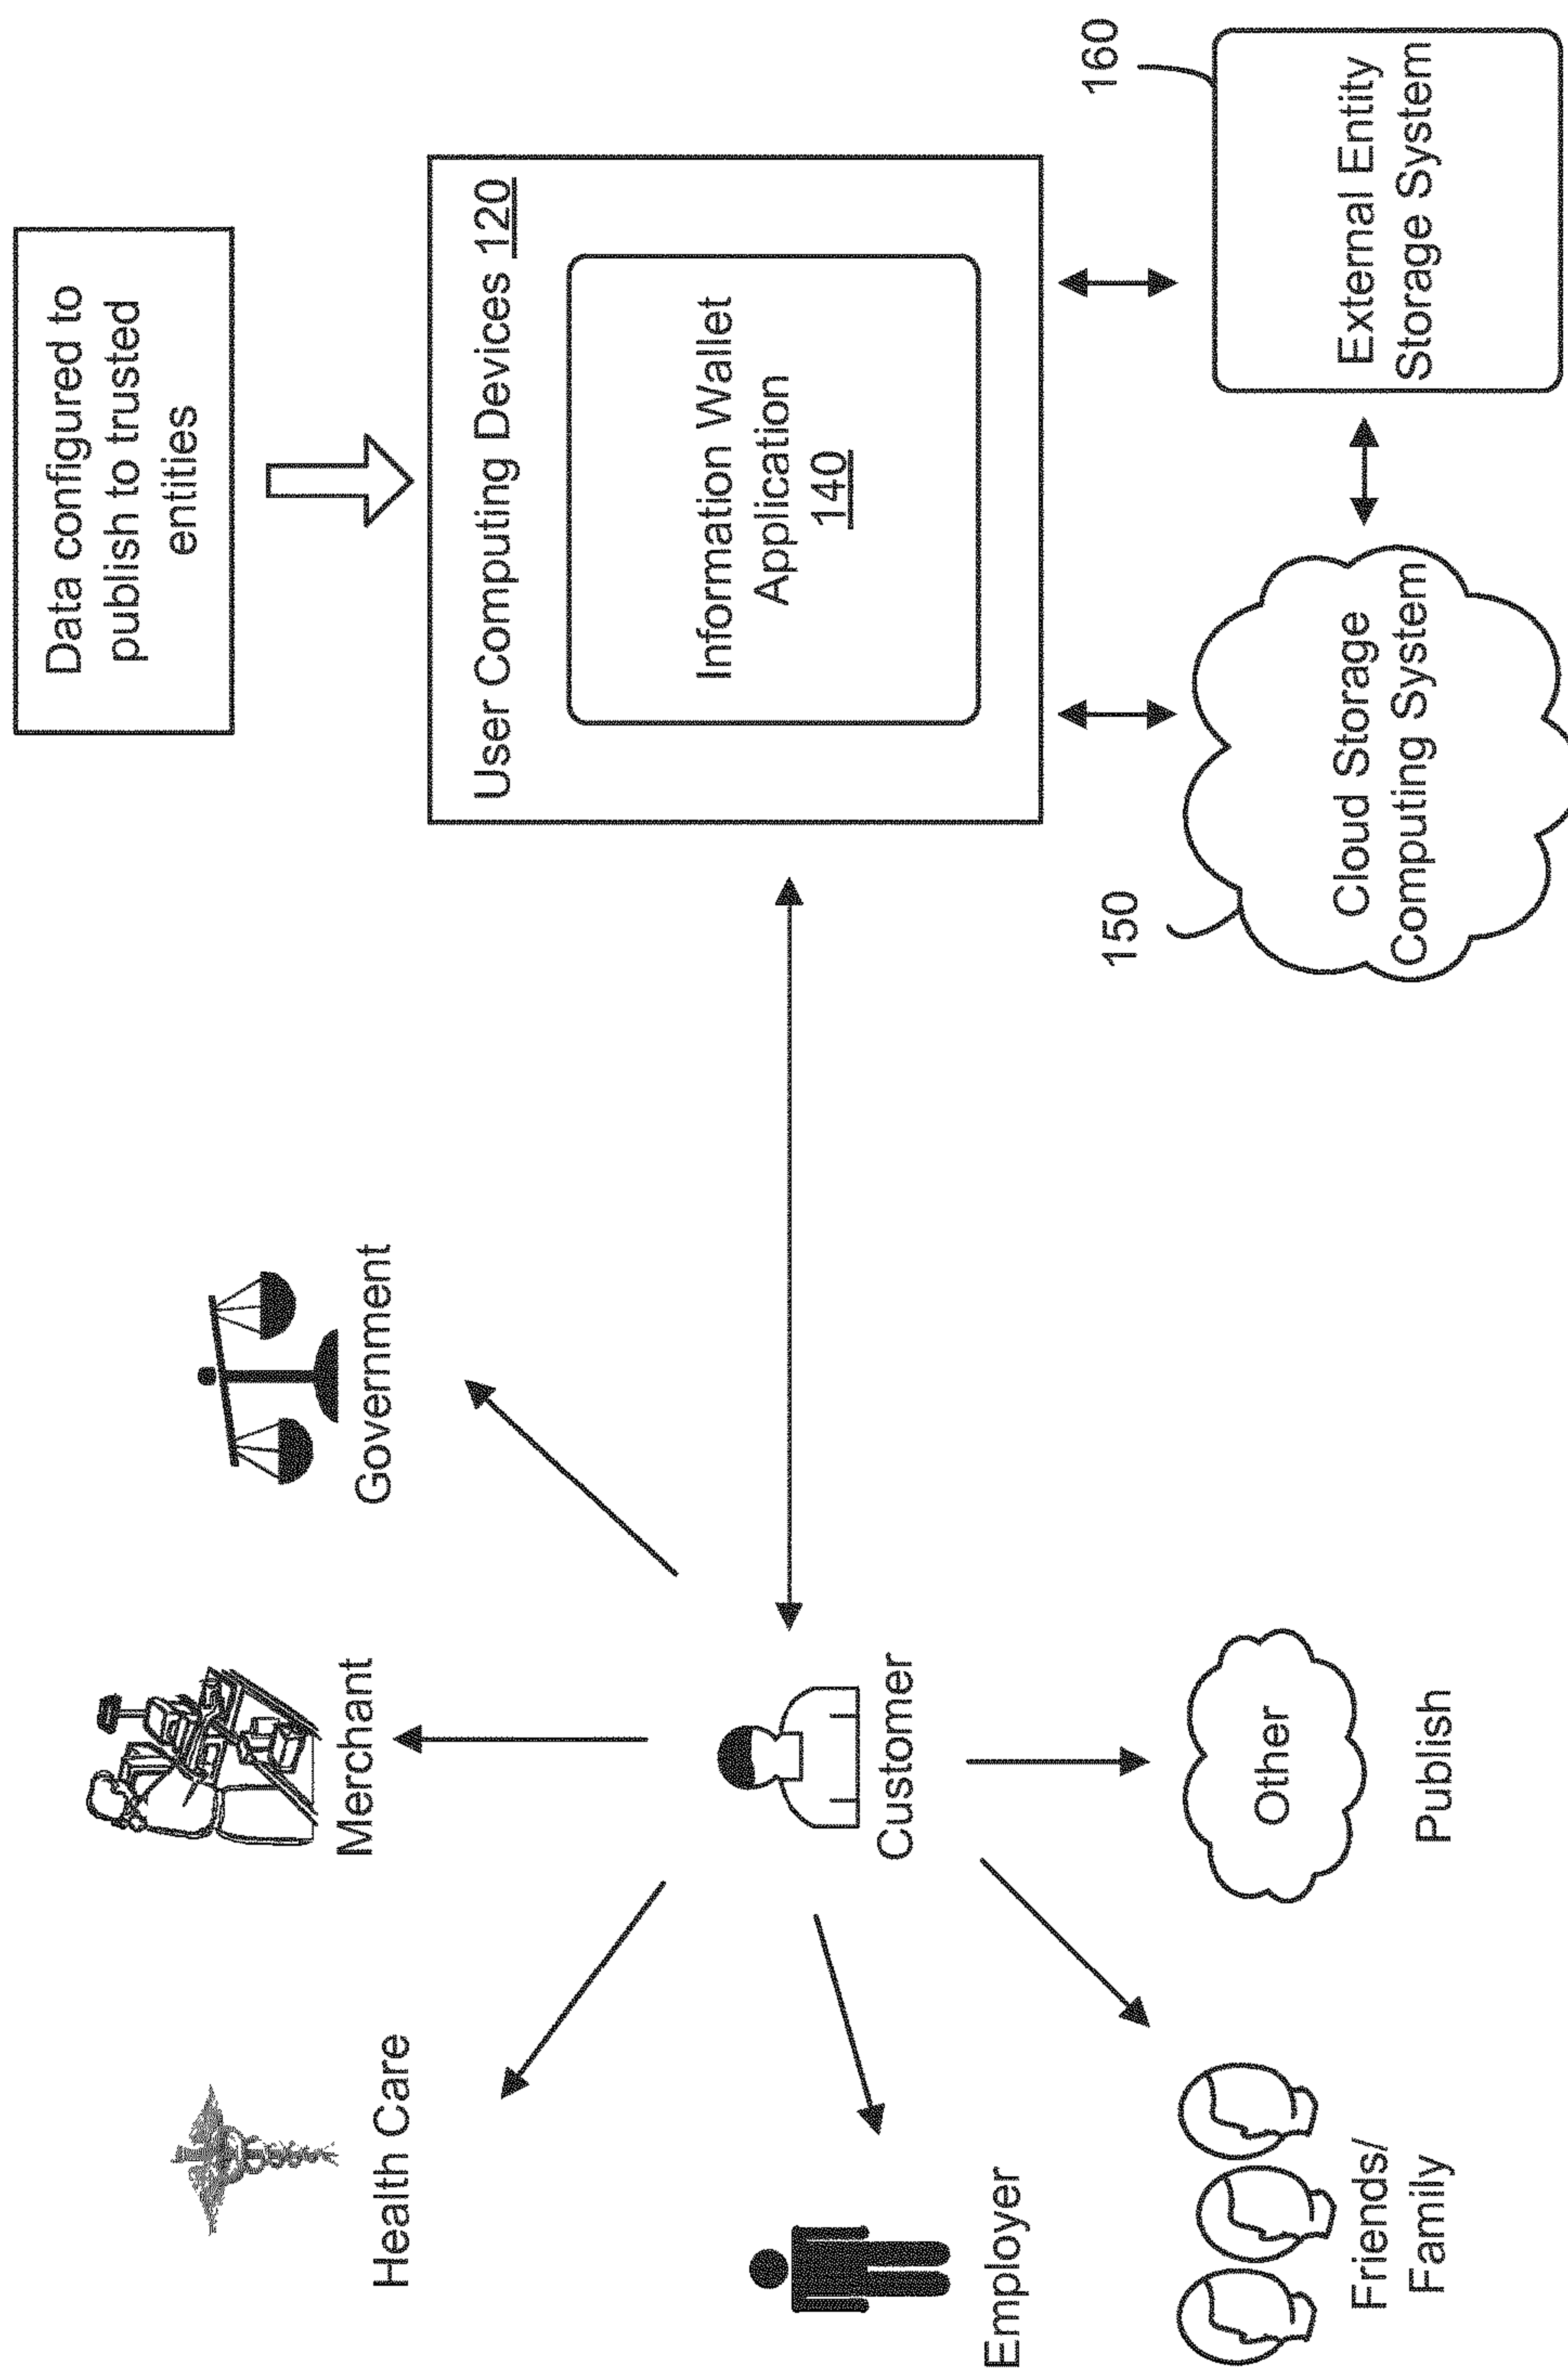 Health Care
Merchant
Government
Employer
Customer
Friends/
Family
Other
Publish
Data configured to
publish to trusted
entities
User Computing Devices 120
Information Wallet
Application
140
150
Cloud Storage
Computing System
160
External Entity
Storage System